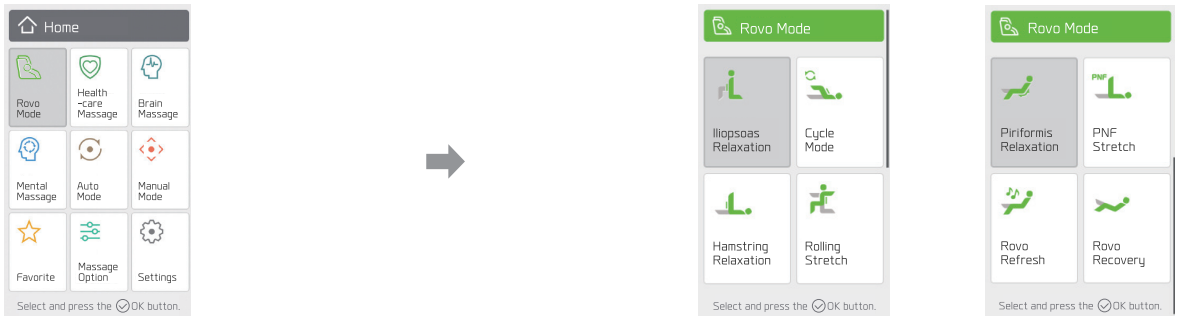 Home
Rovo
Mode
Health
-care
Massage
Brain
Massage
Mental
Massage
Auto
Mode
Manual
Mode
Favorite
Massage
Option
Settings
Select and press the OK button.
Rovo Mode
Iliopsoas
Relaxation
Cycle
Mode
Hamstring
Relaxation
Rolling
Stretch
Select and press the OK button.
Rovo Mode
Piriformis
Relaxation
PNF
PNF
Stretch
Rovo
Refresh
Rovo
Recovery
Select and press the OK button.